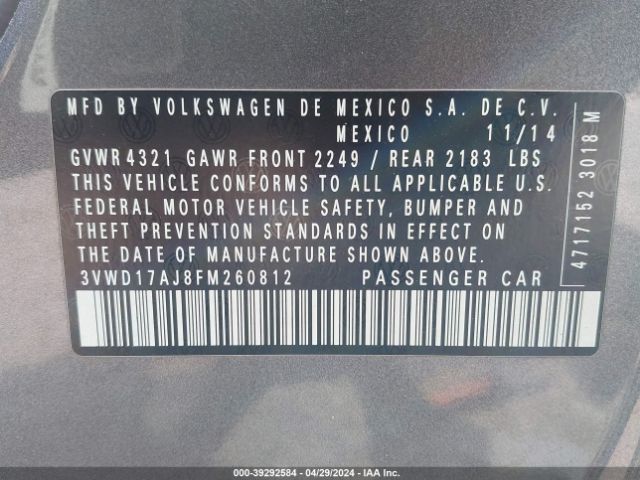 MFD BY VOLKSWAGEN DE MEXICO S.A. DE C.V.
MEXICO 11/14
GVWR 4321 GAWR FRONT 2249 / REAR 2183 LBS
THIS VEHICLE CONFORMS TO ALL APPLICABLE U.S.
FEDERAL MOTOR VEHICLE SAFETY, BUMPER AND
THEFT PREVENTION STANDARDS IN EFFECT ON
THE DATE OF MANUFACTURE SHOWN ABOVE.
3VWD17AJ8FM260812 PASSENGER CAR
4717152 3018 M
000-39292584 - 04/29/2024 - IAA Inc.